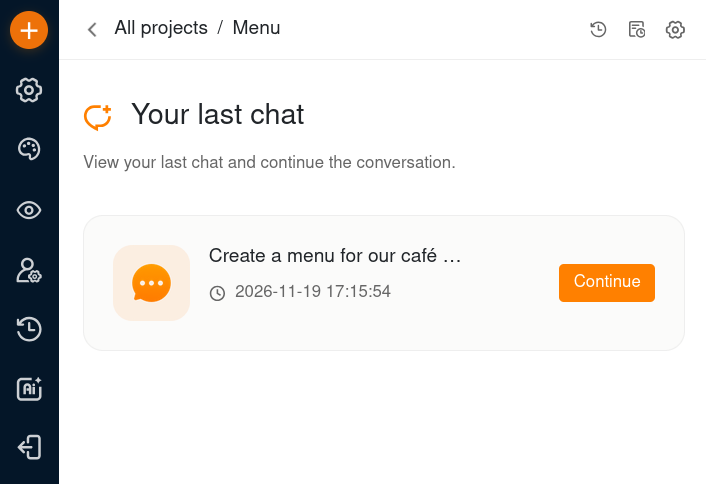 All projects / Menu
Your last chat
View your last chat and continue the conversation.
Create a menu for our café …
2026-11-19 17:15:54
Continue
Ai